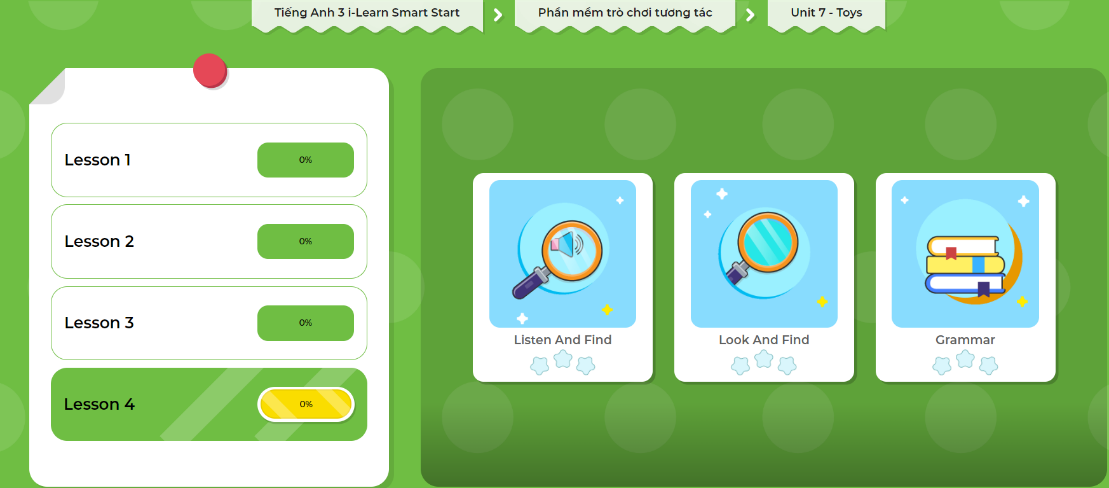 Tiếng Anh 3 i-Learn Smart Start
Phần mềm trò chơi tương tác
Unit 7 - Toys
Lesson 1
0%
Lesson 2
0%
Lesson 3
0%
Lesson 4
0%
Listen And Find
Look And Find
Grammar